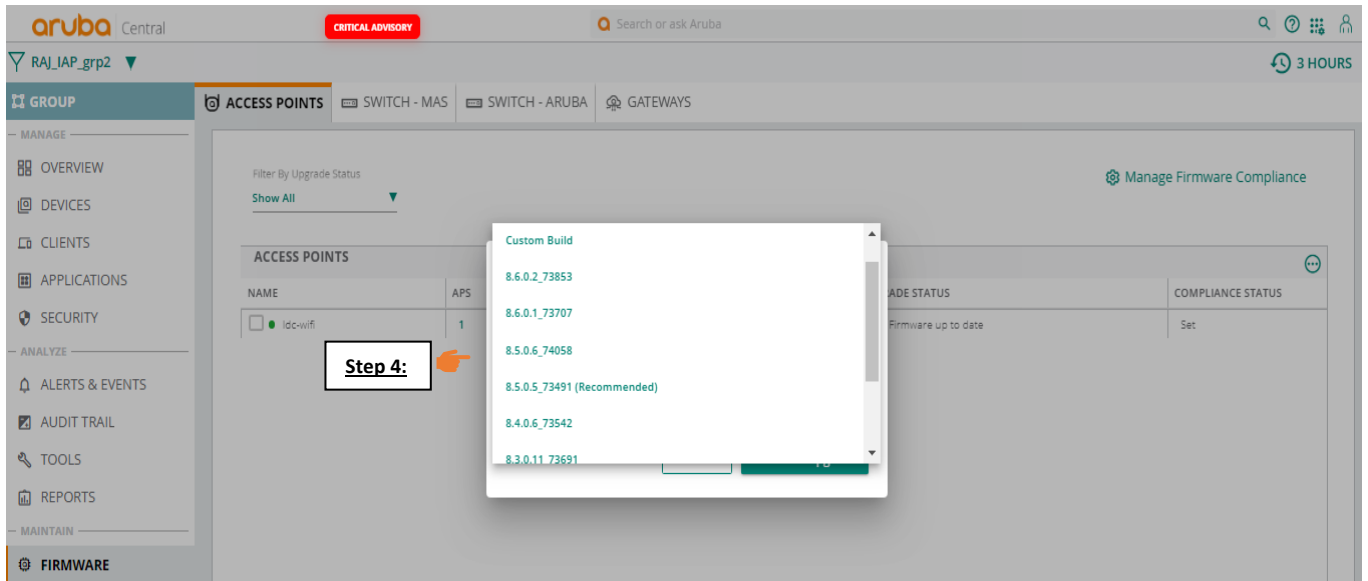 aruba Central
CRITICAL ADVISORY
Search or ask Aruba
RAJ_IAP_grp2
3 HOURS
GROUP
ACCESS POINTS
SWITCH - MAS
SWITCH - ARUBA
GATEWAYS
MANAGE
OVERVIEW
DEVICES
CLIENTS
APPLICATIONS
SECURITY
ANALYZE
ALERTS & EVENTS
AUDIT TRAIL
TOOLS
REPORTS
MAINTAIN
FIRMWARE
Filter By Upgrade Status
Show All
Manage Firmware Compliance
ACCESS POINTS
NAME
APS
ADE STATUS
COMPLIANCE STATUS
ldc-wifi
1
Firmware up to date
Set
Step 4:
Custom Build
8.6.0.2_73853
8.6.0.1_73707
8.5.0.6_74058
8.5.0.5_73491 (Recommended)
8.4.0.6_73542
8.3.0.11_73691